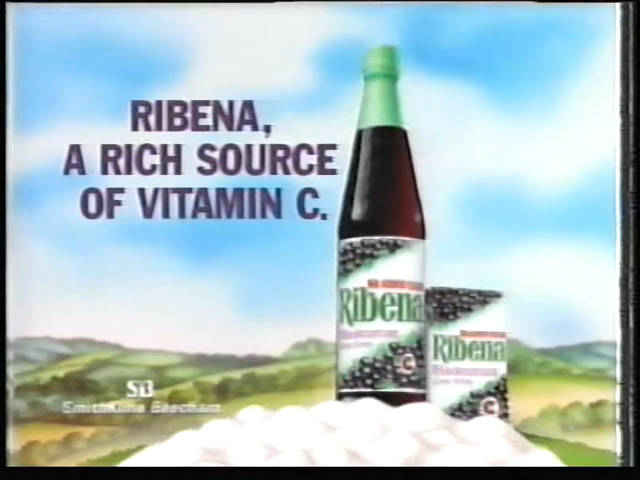 RIBENA,
A RICH SOURCE
OF VITAMIN C.
Ribena
Ribena
SB
SmithKline Beecham